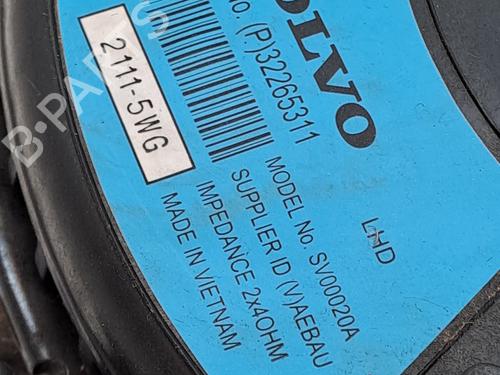 VOLVO
No. (P)32265311
2111-5WG
MODEL No. SV00020A
SUPPLIER ID (V)AEBAU
IMPEDANCE 2x4OHM
MADE IN VIETNAM
LHD
B-PARTS